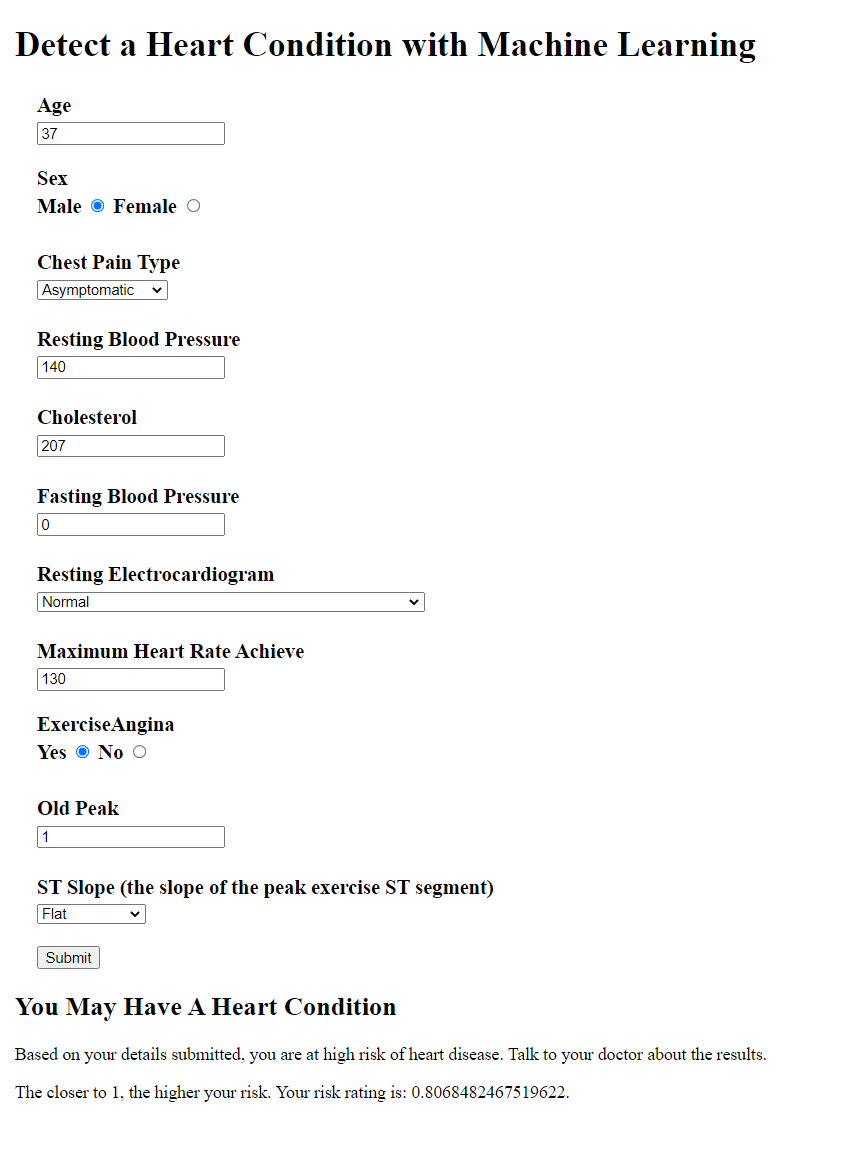 Detect a Heart Condition with Machine Learning
Age
37
Sex
Male Female
Chest Pain Type
Asymptomatic
Resting Blood Pressure
140
Cholesterol
207
Fasting Blood Pressure
0
Resting Electrocardiogram
Normal
Maximum Heart Rate Achieve
130
ExerciseAngina
Yes No
Old Peak
1
ST Slope (the slope of the peak exercise ST segment)
Flat
Submit
You May Have A Heart Condition
Based on your details submitted, you are at high risk of heart disease. Talk to your doctor about the results.
The closer to 1, the higher your risk. Your risk rating is: 0.8068482467519622.